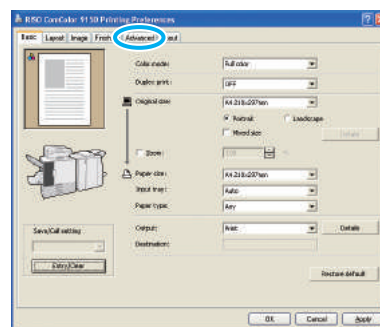 RISO ComColor 9150 Printing Preferences
Basic Layout Image Finish Advanced
Color mode: Full color
Duplex print: OFF
Original size: A4 210x297mm
Portrait Landscape
Mixed size
Zoom:
Paper size: A4 210x297mm
Input tray: Auto
Paper type: Any
Save/Call setting
Output: Print Details
Destination:
Entry/Clear
Restore default
OK Cancel Apply